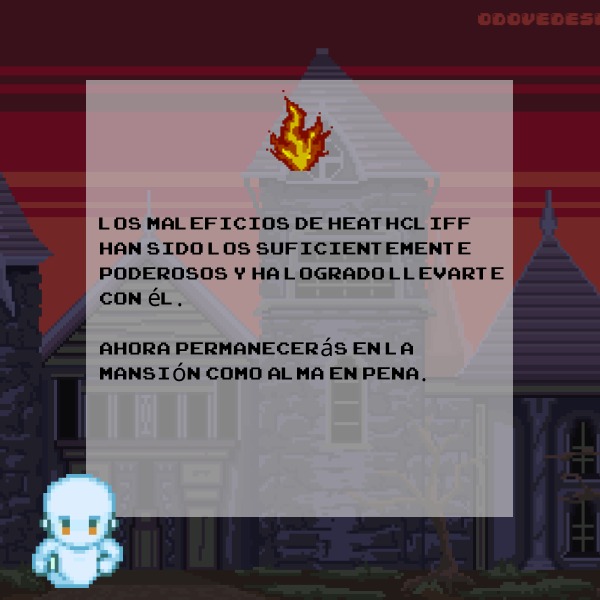 LOS MALEFICIOS DE HEATHCLIFF
HAN SIDO LOS SUFICIENTEMENTE
PODEROSOS Y HA LOGRADO LLEVARTE
CON éL.
AHORA PERMANECERáS EN LA
MANSIÓN COMO ALMA EN PENA.